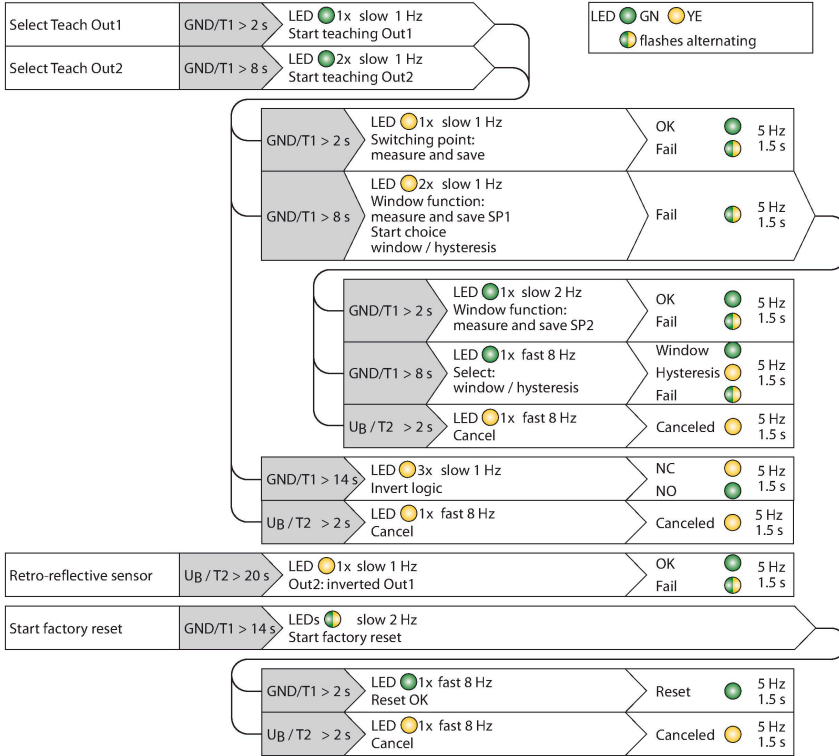 Select Teach Out1
GND/T1 > 2 s
LED 1x slow 1 Hz
Start teaching Out1
LED GN YE
flashes alternating
Select Teach Out2
GND/T1 > 8 s
LED 2x slow 1 Hz
Start teaching Out2
GND/T1 > 2 s
LED 1x slow 1 Hz
Switching point:
measure and save
OK
Fail
5 Hz
1.5 s
GND/T1 > 8 s
LED 2x slow 1 Hz
Window function:
measure and save SP1
Start choice
window / hysteresis
Fail
5 Hz
1.5 s
GND/T1 > 2 s
LED 1x slow 2 Hz
Window function:
measure and save SP2
OK
Fail
5 Hz
1.5 s
GND/T1 > 8 s
LED 1x fast 8 Hz
Select:
window / hysteresis
Window
Hysteresis
Fail
5 Hz
1.5 s
UB / T2 > 2 s
LED 1x fast 8 Hz
Cancel
Canceled
5 Hz
1.5 s
GND/T1 > 14 s
LED 3x slow 1 Hz
Invert logic
NC
NO
5 Hz
1.5 s
UB / T2 > 2 s
LED 1x fast 8 Hz
Cancel
Canceled
5 Hz
1.5 s
Retro-reflective sensor
UB / T2 > 20 s
LED 1x slow 1 Hz
Out2: inverted Out1
OK
Fail
5 Hz
1.5 s
Start factory reset
GND/T1 > 14 s
LEDs slow 2 Hz
Start factory reset
GND/T1 > 2 s
LED 1x fast 8 Hz
Reset OK
Reset
5 Hz
1.5 s
UB / T2 > 2 s
LED 1x fast 8 Hz
Cancel
Canceled
5 Hz
1.5 s